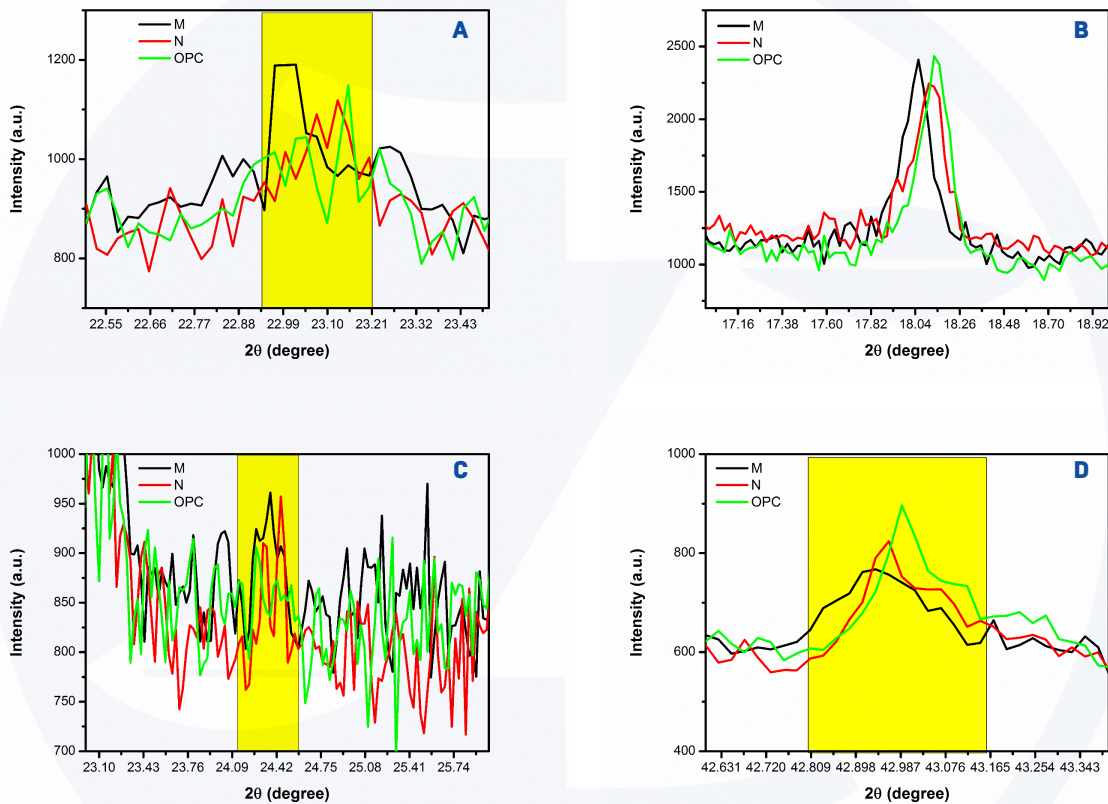 A
M
N
OPC
1200
1000
800
Intensity (a.u.)
22.55 22.66 22.77 22.88 22.99 23.10 23.21 23.32 23.43
2θ (degree)
B
M
N
OPC
2500
2000
1500
1000
Intensity (a.u.)
17.16 17.38 17.60 17.82 18.04 18.26 18.48 18.70 18.92
2θ (degree)
C
M
N
OPC
1000
950
900
850
800
750
700
Intensity (a.u.)
23.10 23.43 23.76 24.09 24.42 24.75 25.08 25.41 25.74
2θ (degree)
D
M
N
OPC
1000
800
600
400
Intensity (a.u.)
42.631 42.720 42.809 42.898 42.987 43.076 43.165 43.254 43.343
2θ (degree)